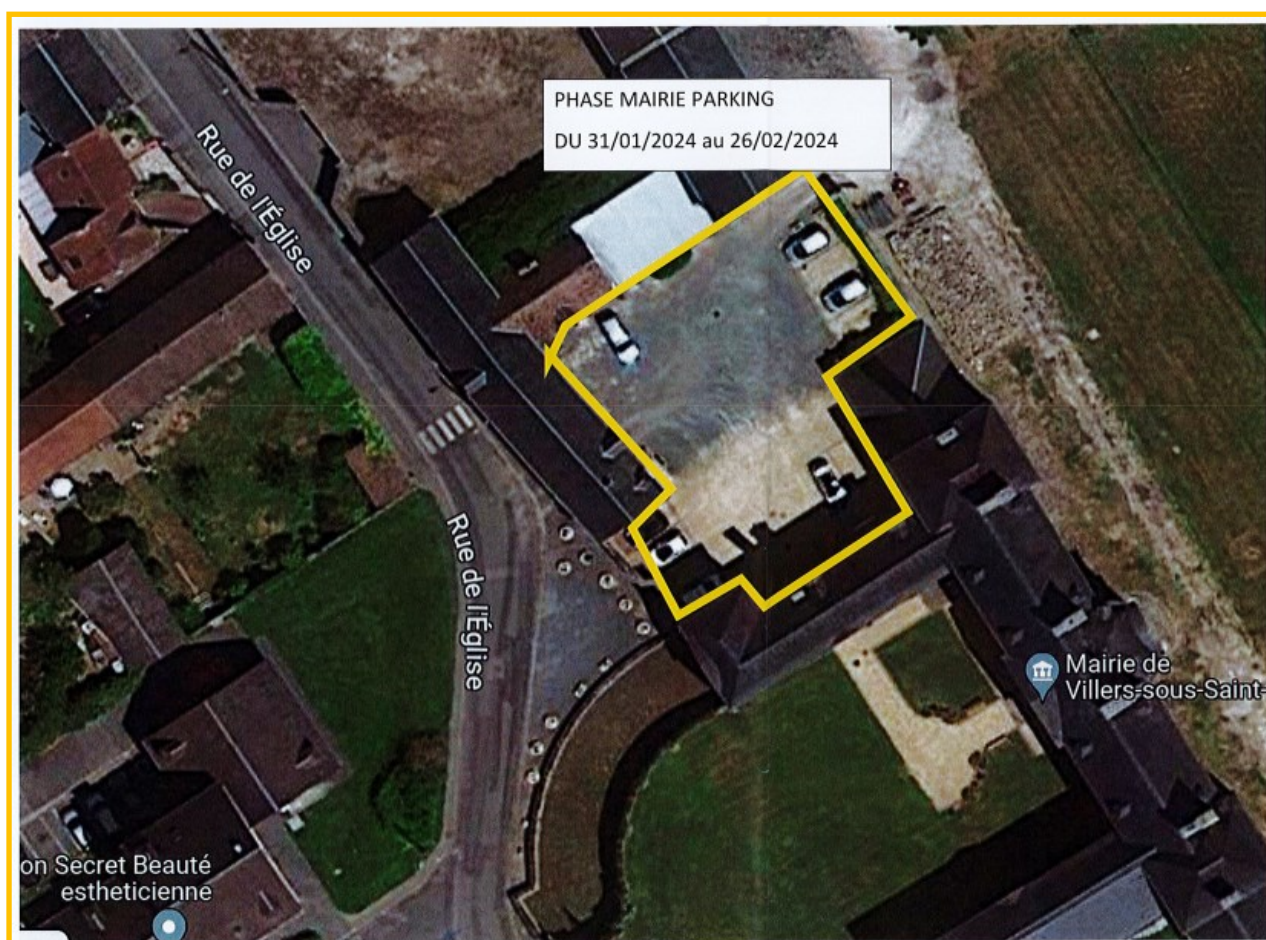 PHASE MAIRIE PARKING
DU 31/01/2024 au 26/02/2024
Rue de l'Église
Rue de l'Église
Mairie de
Villers-sous-Saint-
on Secret Beauté
estheticienne